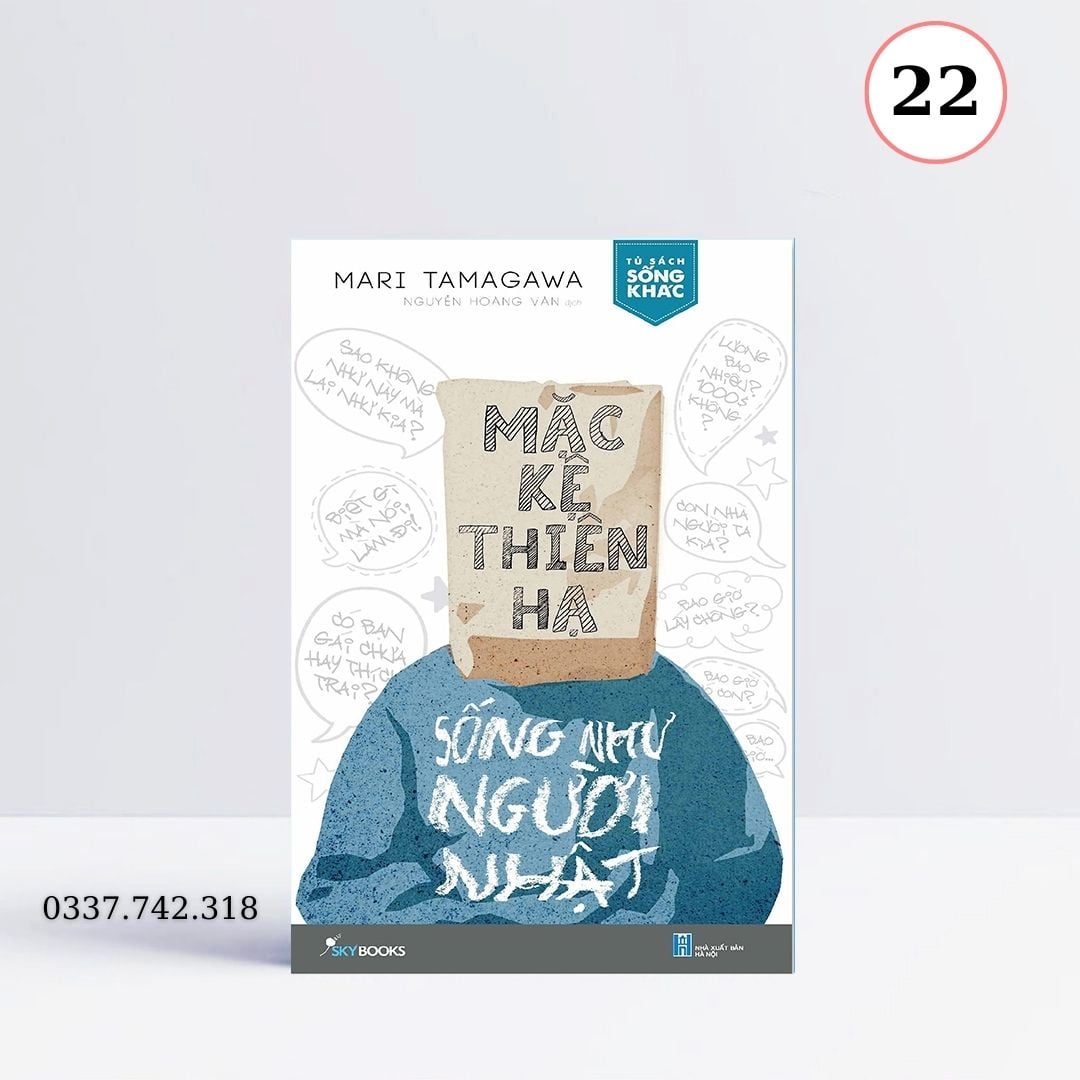 22
MARI TAMAGAWA
NGUYỄN HOÀNG VÂN dịch
TỦ SÁCH
SỐNG
KHÁC
SAO KHÔNG
NHƯ NÀY MÀ
LẠI NHƯ KIA?
LƯƠNG
BAO
NHIÊU?
1000$
KHÔNG
?
MẶC
KỆ
THIÊN
HẠ
BIẾT GÌ
MÀ NÓI,
LÀM ĐI!
CON NHÀ
NGƯỜI TA
KIA?
BAO GIỜ
LẤY CHỒNG?
CÓ BẠN
GÁI CHƯA
HAY THÍCH
TRAI?
BAO GIỜ
CÓ CON?
BAO
GIỜ...
SỐNG NHƯ
NGƯỜI
NHẬT
0337.742.318
SKYBOOKS
NHÀ XUẤT BẢN
HÀ NỘI